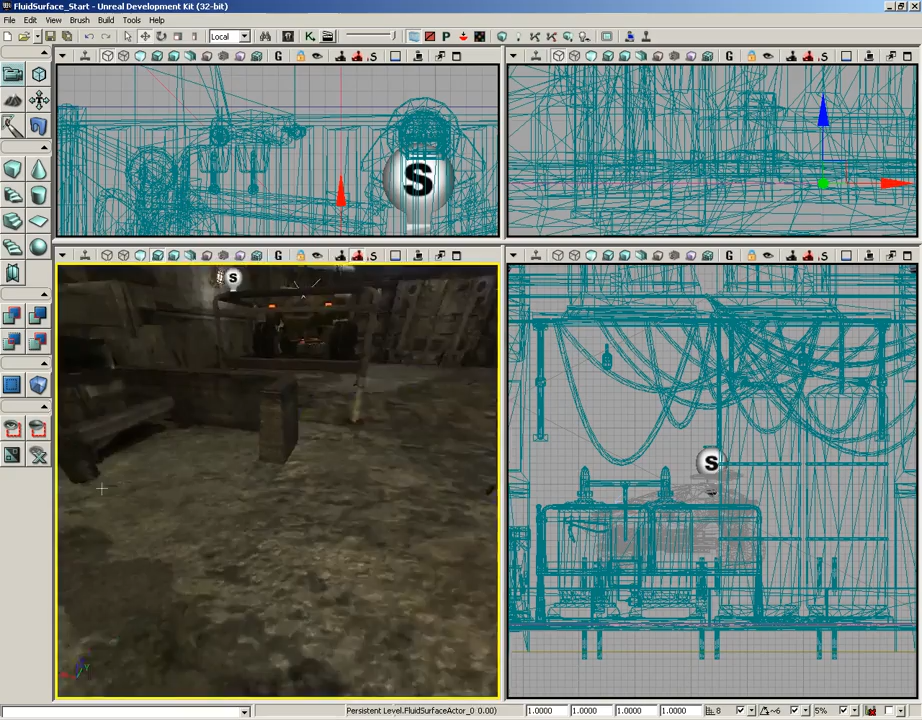 FluidSurface_Start - Unreal Development Kit (32-bit)
File Edit View Brush Build Tools Help
Local K P
G S G S
S
G S G S
S
S
Y
Persistent Level.FluidSurfaceActor_0 0.00) 1.0000 1.0000 1.0000 1.0000 8 ~6 5%